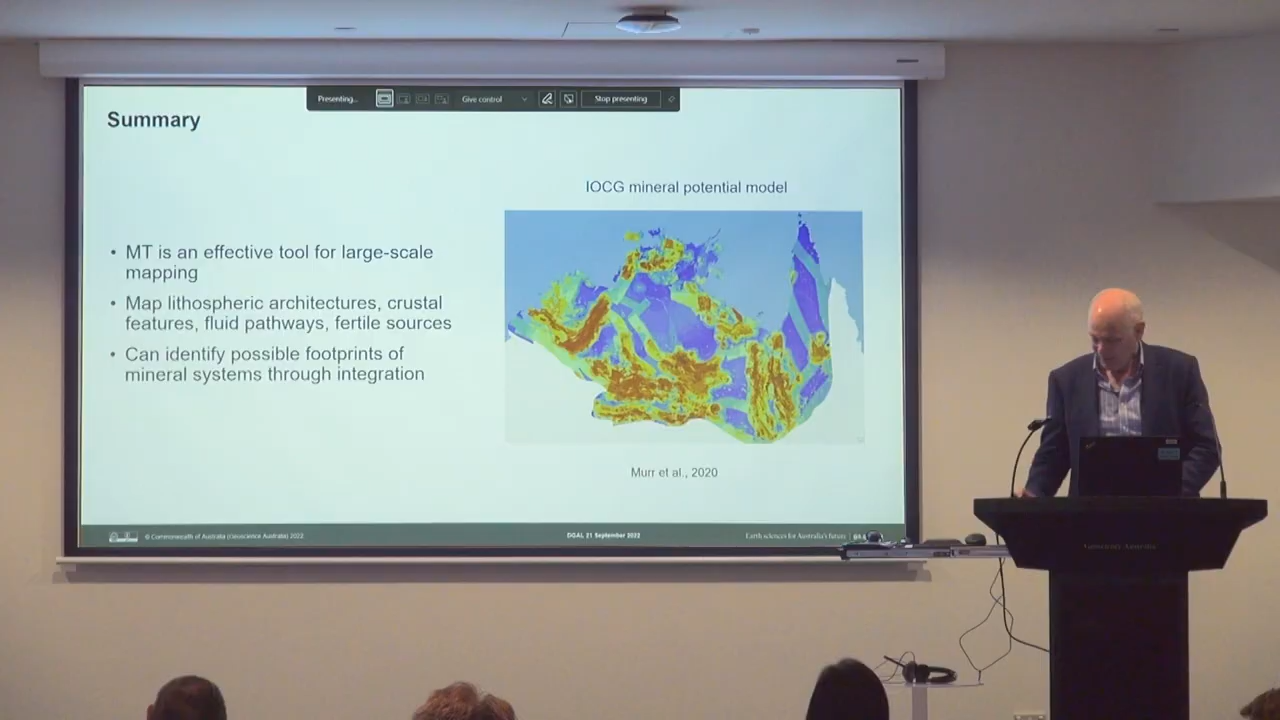 Presenting...
Give control
Stop presenting
Summary
IOCG mineral potential model
• MT is an effective tool for large-scale
mapping
• Map lithospheric architectures, crustal
features, fluid pathways, fertile sources
• Can identify possible footprints of
mineral systems through integration
Murr et al., 2020
© Commonwealth of Australia (Geoscience Australia) 2022
DGAL 21 September 2022
Earth sciences for Australia's future